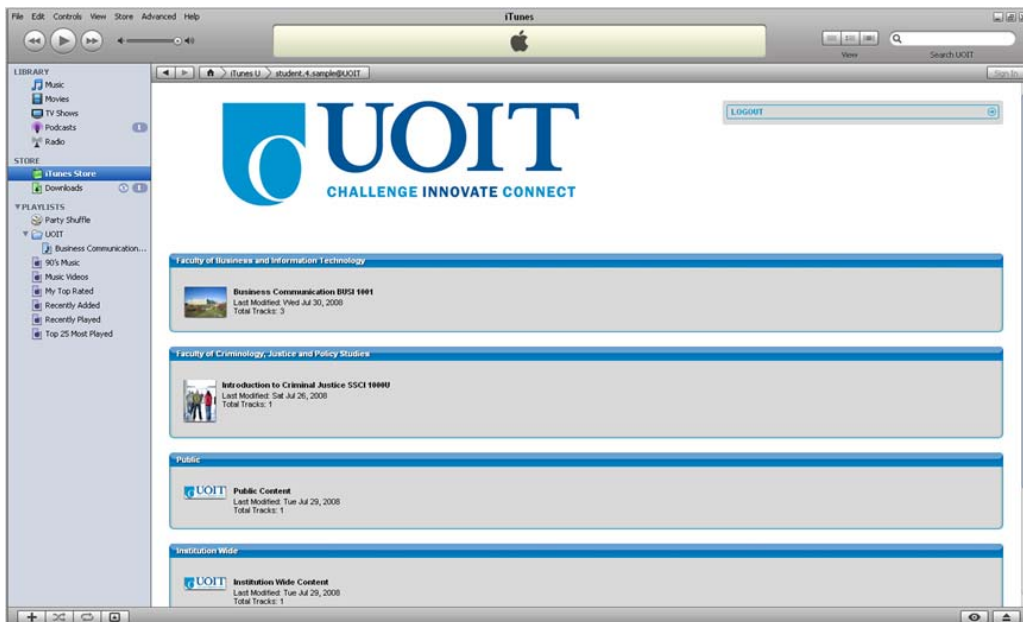 File Edit Controls View Store Advanced Help
iTunes
View
Search UOIT
iTunes U
student.4.sample@UOIT
Sign In
LIBRARY
Music
Movies
TV Shows
Podcasts
Radio
STORE
iTunes Store
Downloads
PLAYLISTS
Party Shuffle
UOIT
Business Communication...
90's Music
Music Videos
My Top Rated
Recently Added
Recently Played
Top 25 Most Played
UOIT
CHALLENGE INNOVATE CONNECT
LOGOUT
Faculty of Business and Information Technology
Business Communication BUSI 1001
Last Modified: Wed Jul 30, 2008
Total Tracks: 3
Faculty of Criminology, Justice and Policy Studies
Introduction to Criminal Justice SSCI 1000U
Last Modified: Sat Jul 26, 2008
Total Tracks: 1
Public
UOIT
Public Content
Last Modified: Tue Jul 29, 2008
Total Tracks: 1
Institution Wide
UOIT
Institution Wide Content
Last Modified: Tue Jul 29, 2008
Total Tracks: 1